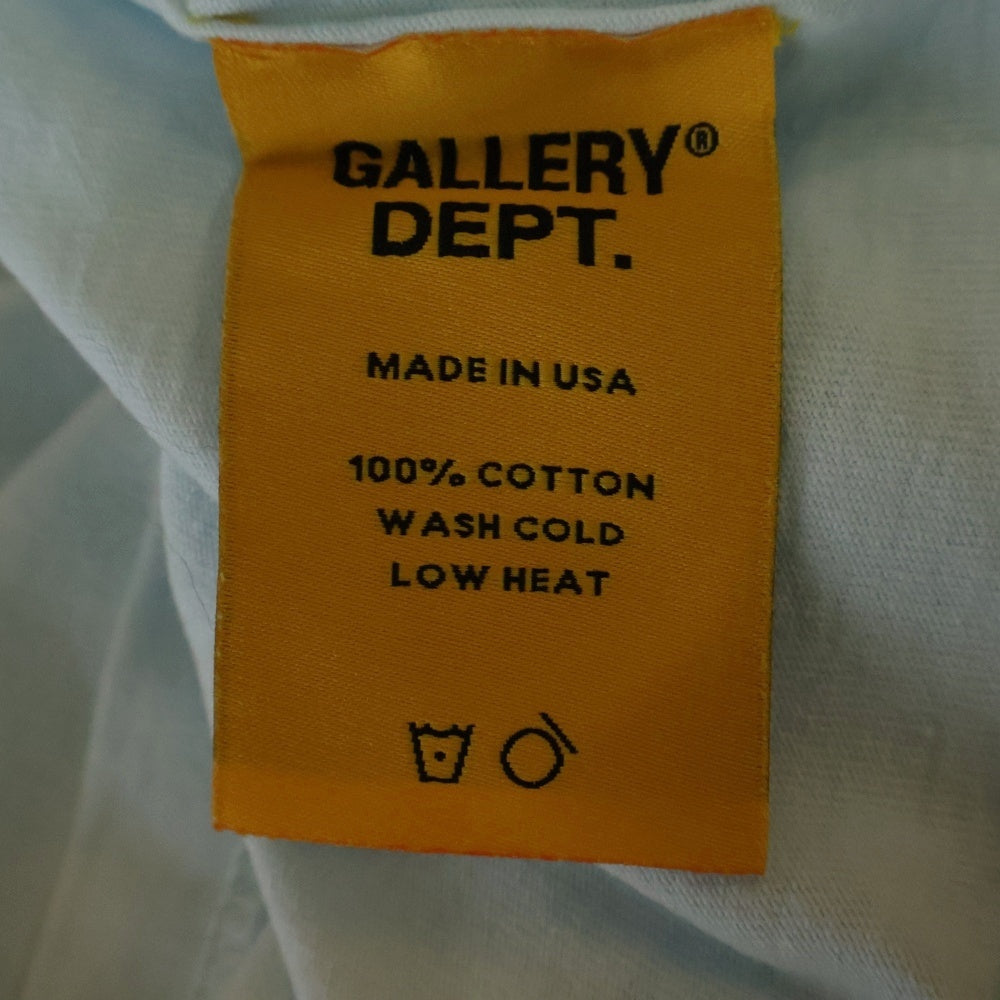 GALLERY®
DEPT.
MADE IN USA
100% COTTON
WASH COLD
LOW HEAT